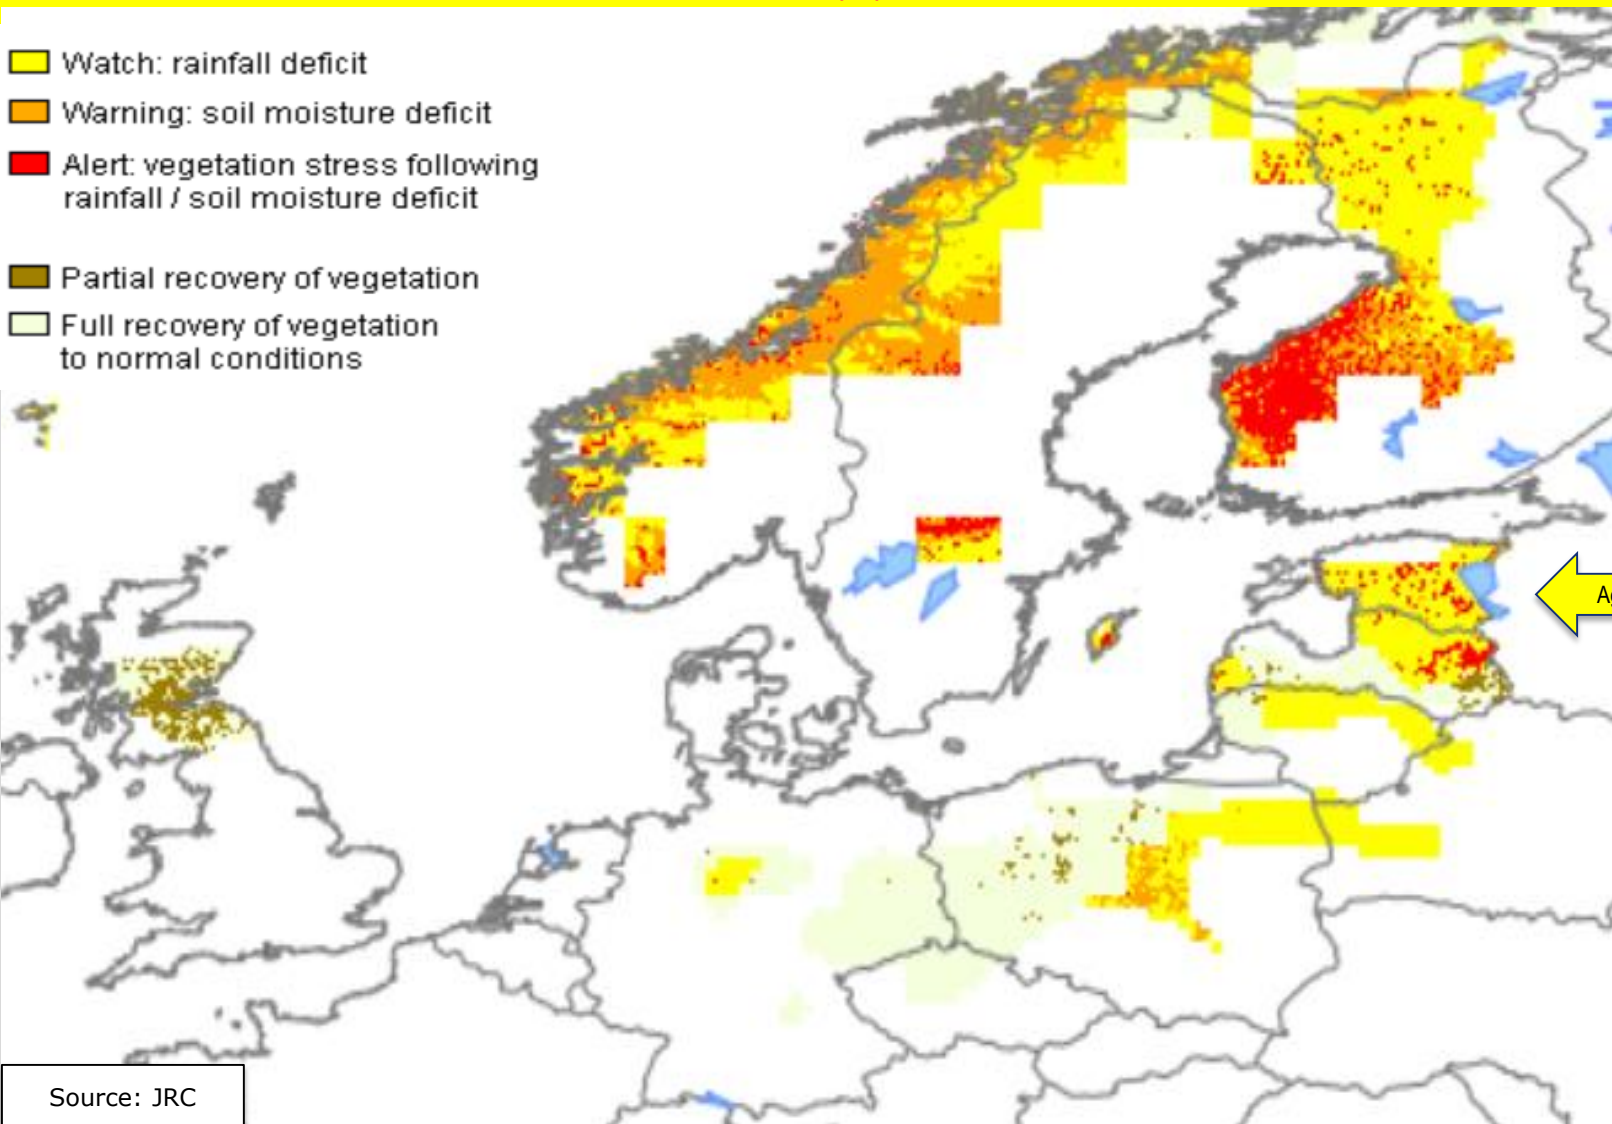 Watch: rainfall deficit
Warning: soil moisture deficit
Alert: vegetation stress following
rainfall / soil moisture deficit
Partial recovery of vegetation
Full recovery of vegetation
to normal conditions
Source: JRC